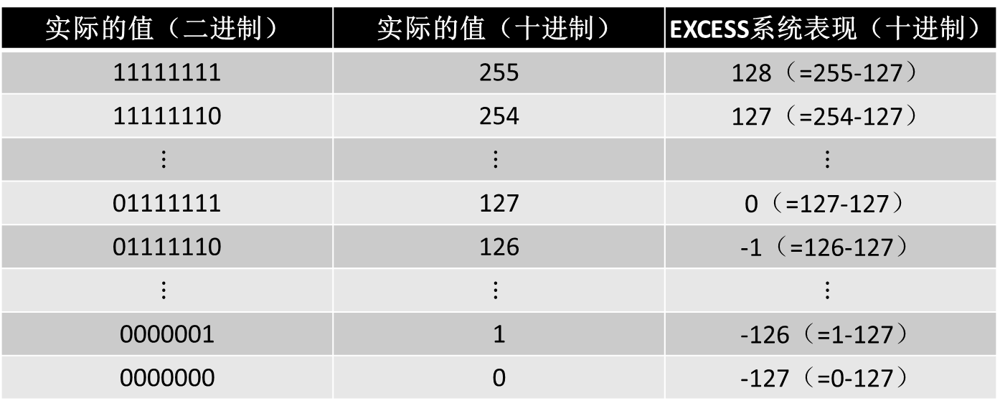 实际的值（二进制） 实际的值（十进制） EXCESS系统表现（十进制）
11111111 255 128（=255-127）
11111110 254 127（=254-127）
⋮ ⋮ ⋮
01111111 127 0（=127-127）
01111110 126 -1（=126-127）
⋮ ⋮ ⋮
0000001 1 -126（=1-127）
0000000 0 -127（=0-127）